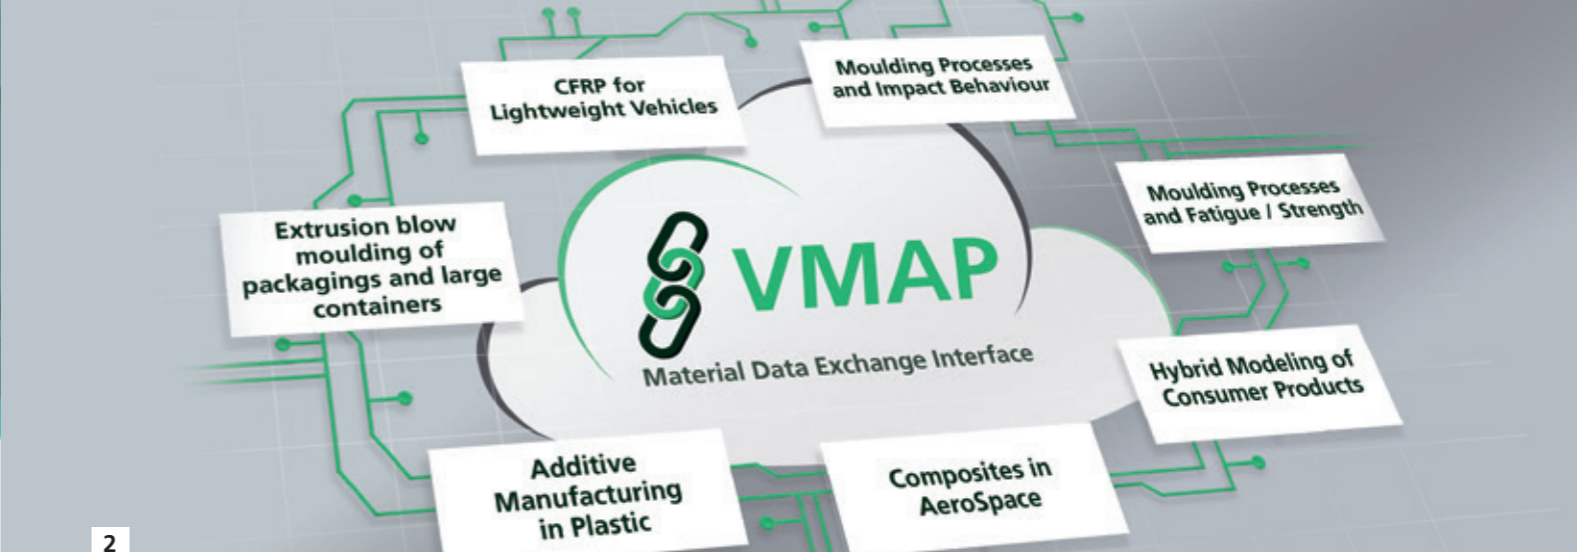 CFRP for
Lightweight Vehicles
Moulding Processes
and Impact Behaviour
Moulding Processes
and Fatigue / Strength
Extrusion blow
moulding of
packagings and large
containers
VMAP
Material Data Exchange Interface
Hybrid Modeling of
Consumer Products
Additive
Manufacturing
in Plastic
Composites in
AeroSpace
2